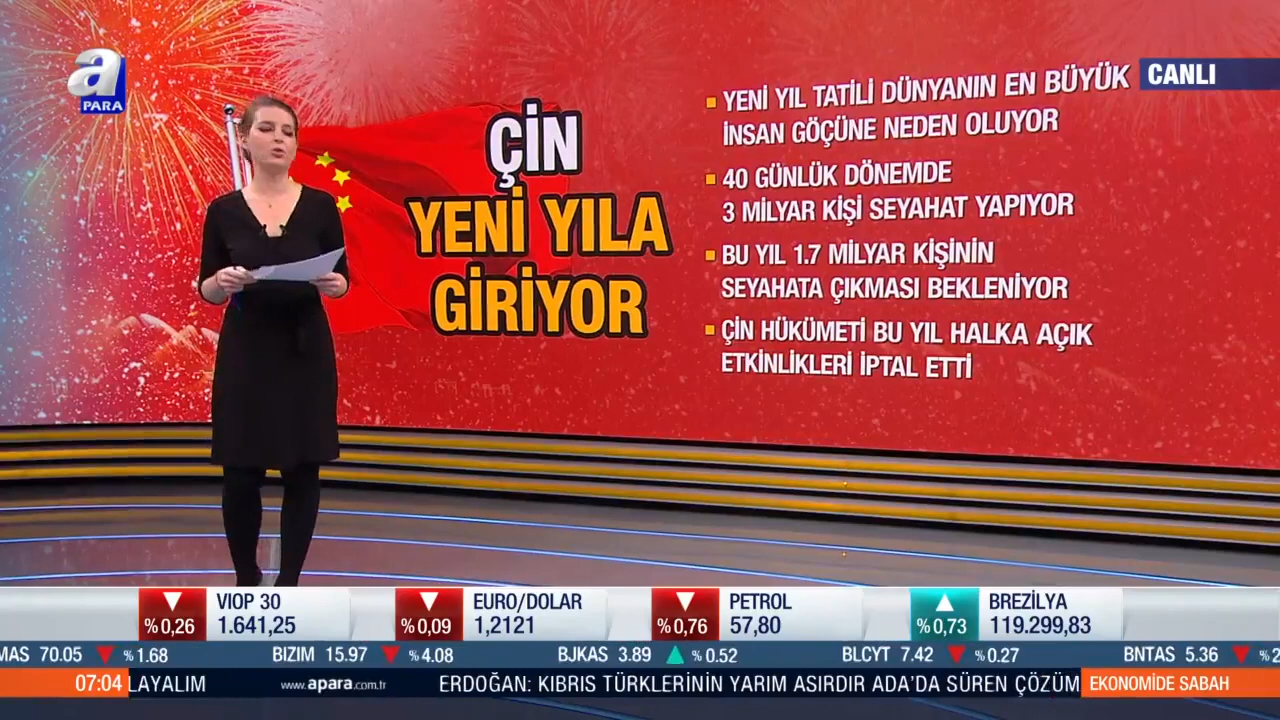 a
PARA
CANLI
ÇİN
YENİ YILA
GİRİYOR
▪ YENİ YIL TATİLİ DÜNYANIN EN BÜYÜK
İNSAN GÖÇÜNE NEDEN OLUYOR
▪ 40 GÜNLÜK DÖNEMDE
3 MİLYAR KİŞİ SEYAHAT YAPIYOR
▪ BU YIL 1.7 MİLYAR KİŞİNİN
SEYAHATA ÇIKMASI BEKLENİYOR
▪ ÇİN HÜKÜMETİ BU YIL HALKA AÇIK
ETKİNLİKLERİ İPTAL ETTİ
▼ %0,26 VIOP 30 1.641,25
▼ %0,09 EURO/DOLAR 1,2121
▼ %0,76 PETROL 57,80
▲ %0,73 BREZİLYA 119.299,83
MAS 70.05 ▼ %1.68 BIZIM 15.97 ▼ %4.08 BJKAS 3.89 ▲ %0.52 BLCYT 7.42 ▼ %0.27 BNTAS 5.36 ▼ %2
07:04 LAYALIM www.apara.com.tr ERDOĞAN: KIBRIS TÜRKLERİNİN YARIM ASIRDIR ADA'DA SÜREN ÇÖZÜM EKONOMİDE SABAH